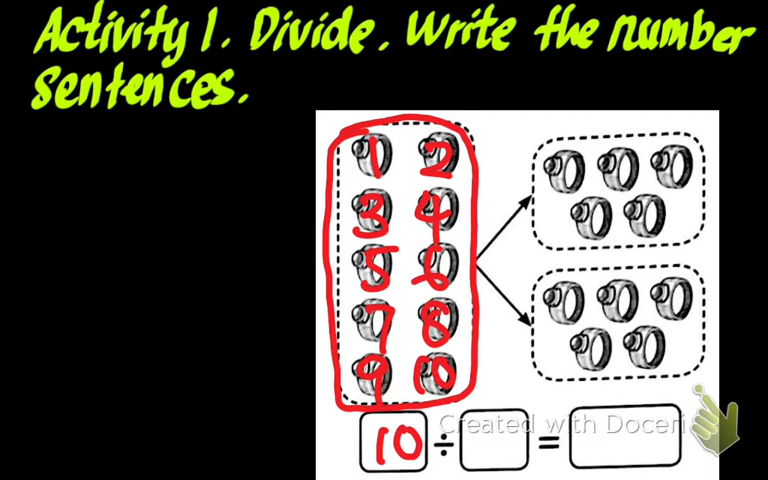 Activity 1. Divide. Write the number
sentences.
1 2
3 4
5 6
7 8
9 10
Created with Doceri
10 ÷ =